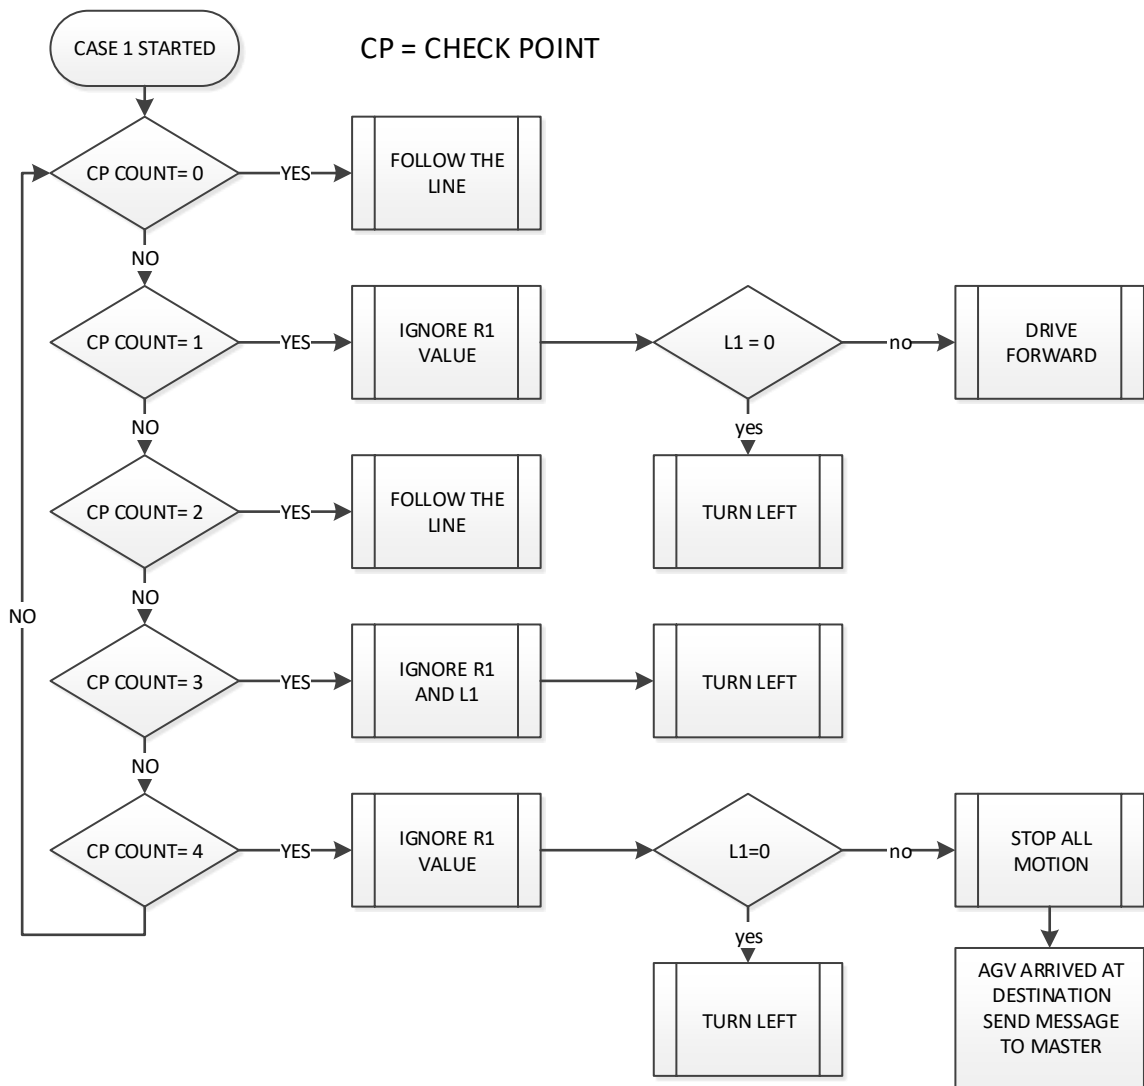 CASE 1 STARTED
CP = CHECK POINT
CP COUNT= 0
YES
FOLLOW THE
LINE
NO
CP COUNT= 1
YES
IGNORE R1
VALUE
L1 = 0
no
DRIVE
FORWARD
NO
yes
CP COUNT= 2
YES
FOLLOW THE
LINE
TURN LEFT
NO
NO
CP COUNT= 3
YES
IGNORE R1
AND L1
TURN LEFT
NO
CP COUNT= 4
YES
IGNORE R1
VALUE
L1=0
no
STOP ALL
MOTION
yes
TURN LEFT
AGV ARRIVED AT
DESTINATION
SEND MESSAGE
TO MASTER